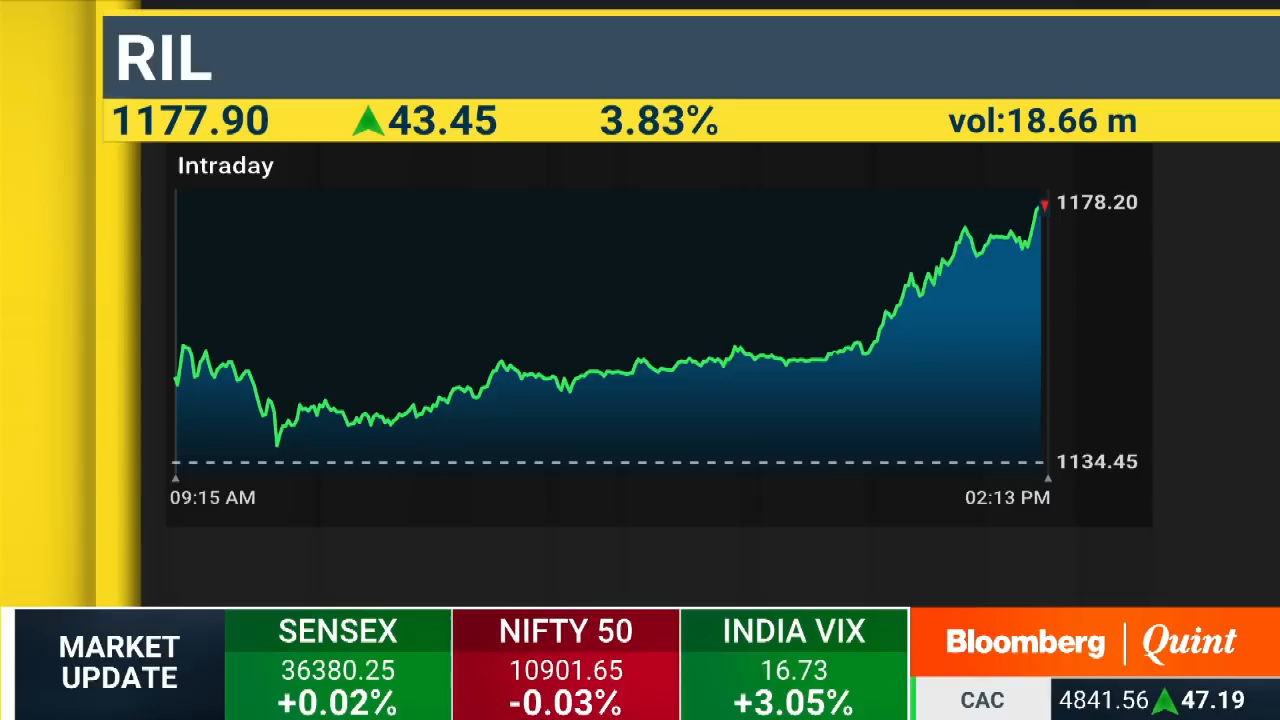 RIL
1177.90 ▲43.45 3.83% vol:18.66 m
Intraday
1178.20
1134.45
09:15 AM 02:13 PM
MARKET
UPDATE
SENSEX
36380.25
+0.02%
NIFTY 50
10901.65
-0.03%
INDIA VIX
16.73
+3.05%
Bloomberg | Quint
CAC 4841.56 ▲47.19